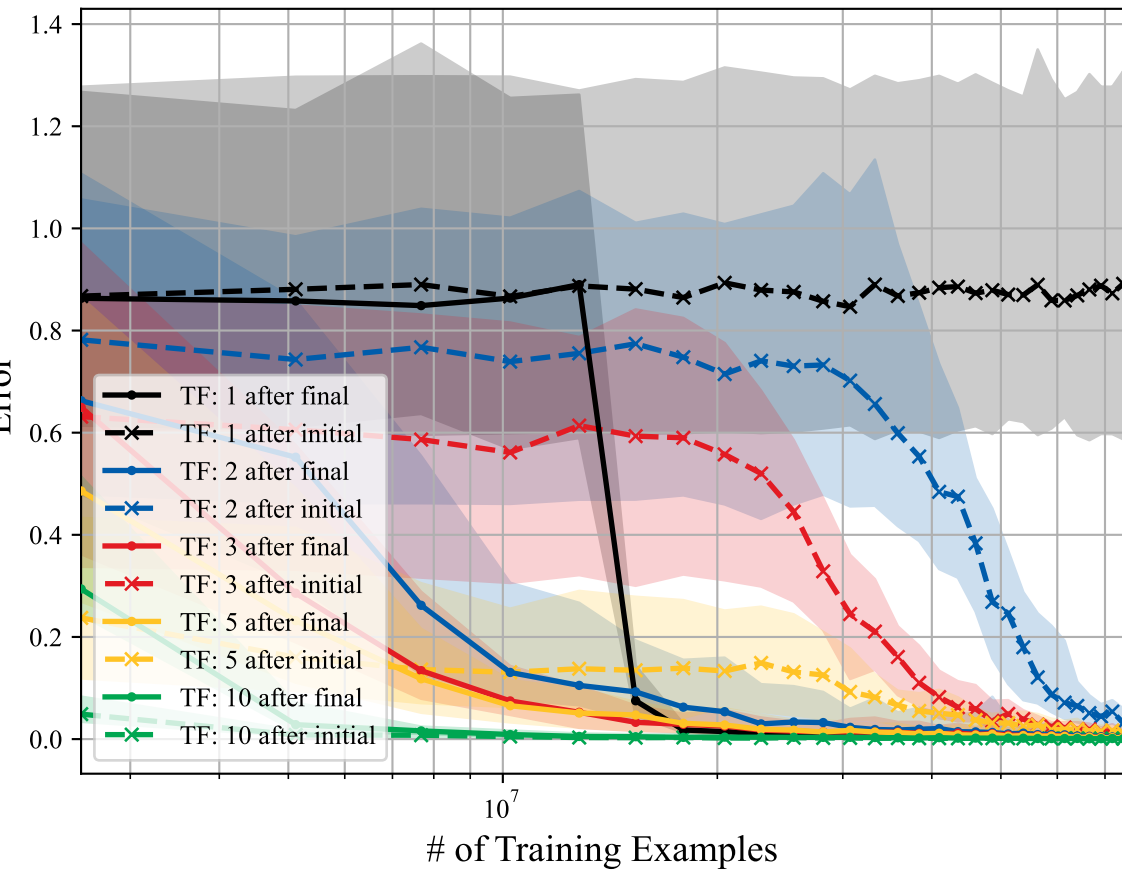 1.4
1.2
1.0
0.8
0.6
0.4
0.2
0.0
Error
TF: 1 after final
TF: 1 after initial
TF: 2 after final
TF: 2 after initial
TF: 3 after final
TF: 3 after initial
TF: 5 after final
TF: 5 after initial
TF: 10 after final
TF: 10 after initial
10⁷
# of Training Examples